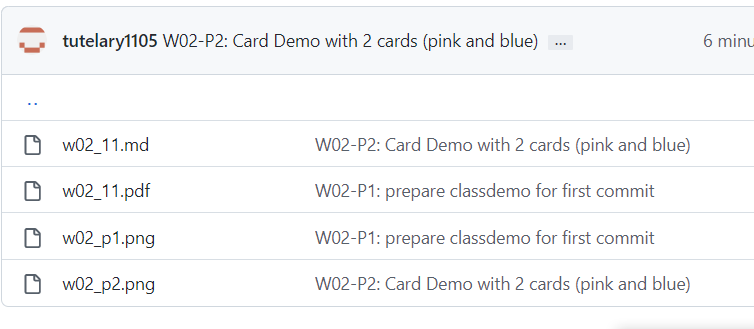 tutelary1105 W02-P2: Card Demo with 2 cards (pink and blue) ... 6 minu
..
w02_11.md W02-P2: Card Demo with 2 cards (pink and blue)
w02_11.pdf W02-P1: prepare classdemo for first commit
w02_p1.png W02-P1: prepare classdemo for first commit
w02_p2.png W02-P2: Card Demo with 2 cards (pink and blue)